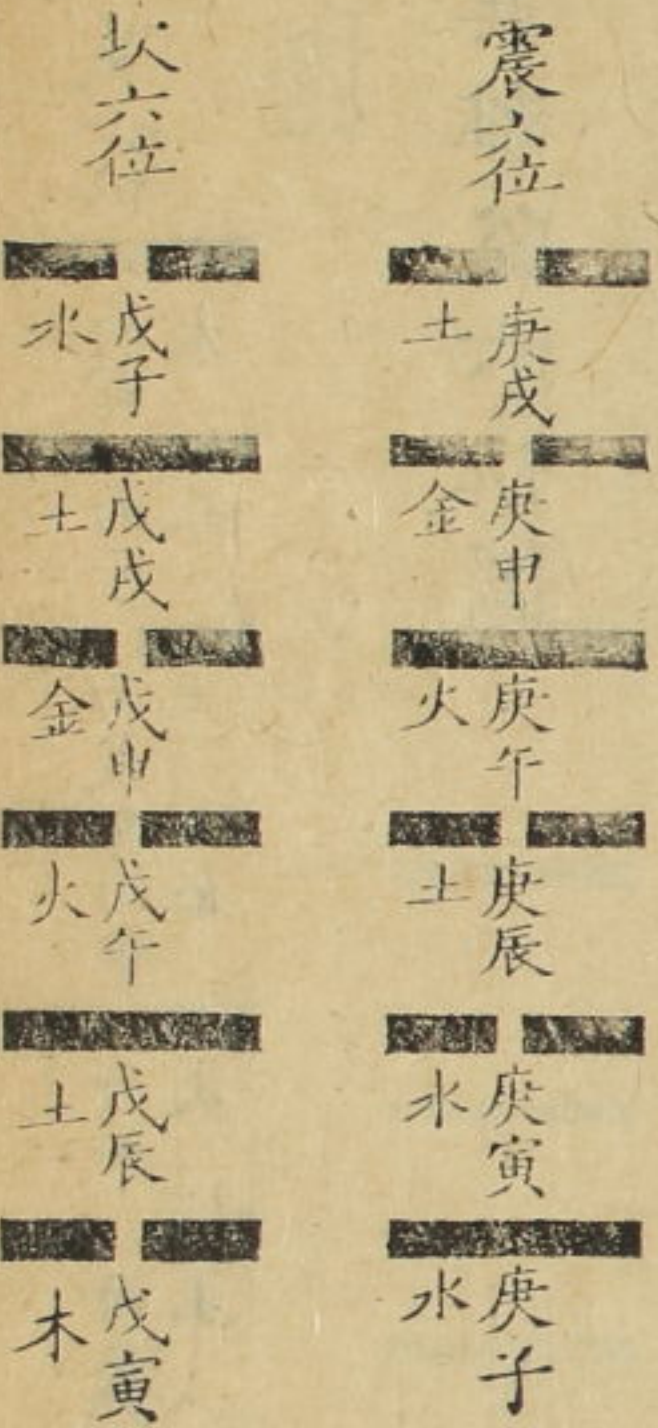 震六位
庚戌
土
庚申
金
庚午
火
庚辰
土
庚寅
水
庚子
水
坎六位
戊子
水
戊戌
土
戊申
金
戊午
火
戊辰
土
戊寅
木